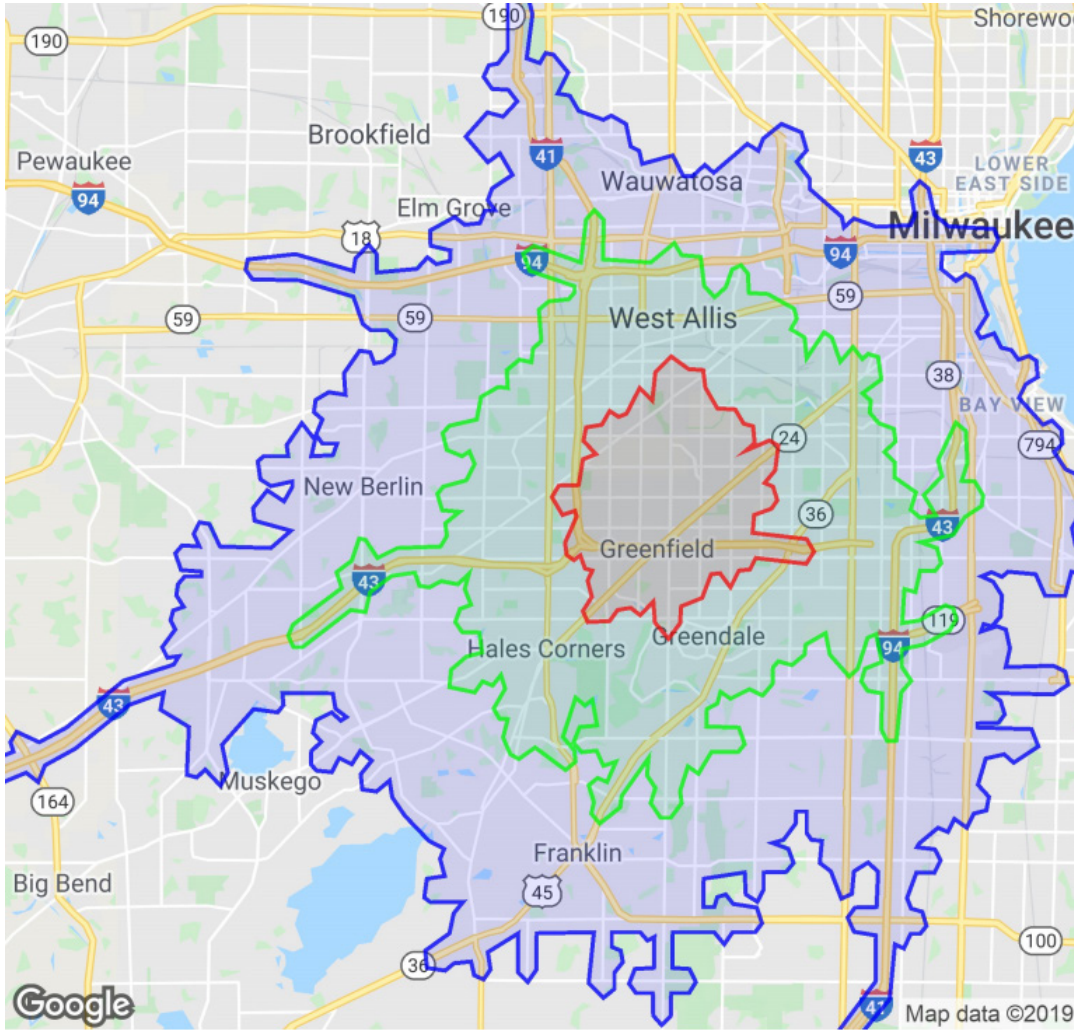 190
Shorewo
190
Brookfield
41
43
Pewaukee
LOWER
EAST SIDE
94
Wauwatosa
Elm Grove
18
Milwaukee
94
94
59
59
59
West Allis
38
BAY VIEW
24
794
New Berlin
36
43
Greenfield
43
119
Greendale
Hales Corners
94
43
Muskego
164
Franklin
Big Bend
45
100
36
Google
Map data ©2019